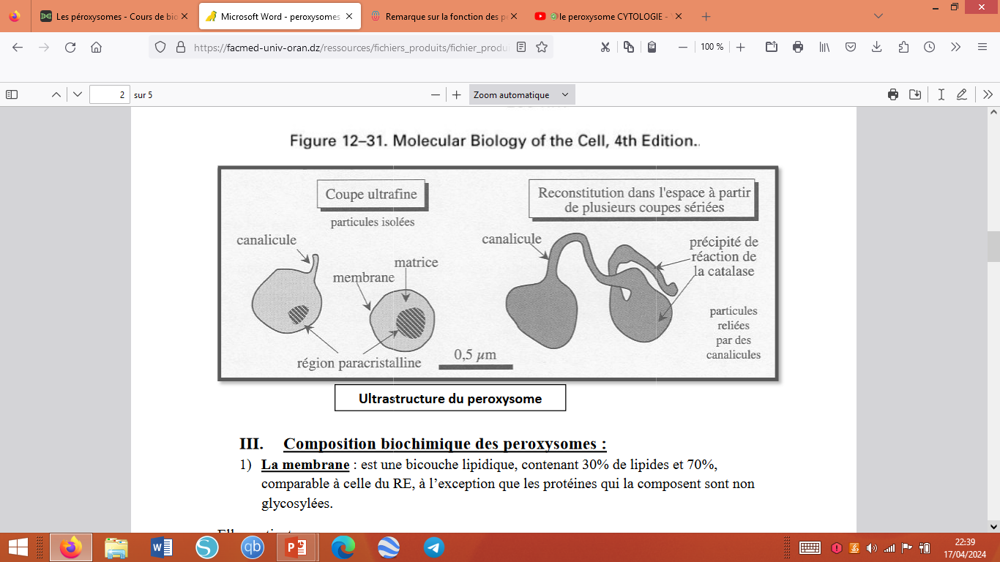 Les péroxysomes - Cours de bio
Microsoft Word - peroxysomes
Remarque sur la fonction des p
le peroxysome CYTOLOGIE -
https://facmed-univ-oran.dz/ressources/fichiers_produits/fichier_produi
100 %
2 sur 5
Zoom automatique
Figure 12–31. Molecular Biology of the Cell, 4th Edition..
Coupe ultrafine
particules isolées
canalicule
matrice
membrane
région paracristalline
0,5 µm
Reconstitution dans l'espace à partir
de plusieurs coupes sériées
canalicule
précipité de
réaction de
la catalase
particules
reliées
par des
canalicules
Ultrastructure du peroxysome
III. Composition biochimique des peroxysomes :
1) La membrane : est une bicouche lipidique, contenant 30% de lipides et 70%,
comparable à celle du RE, à l’exception que les protéines qui la composent sont non
glycosylées.
22:39
17/04/2024